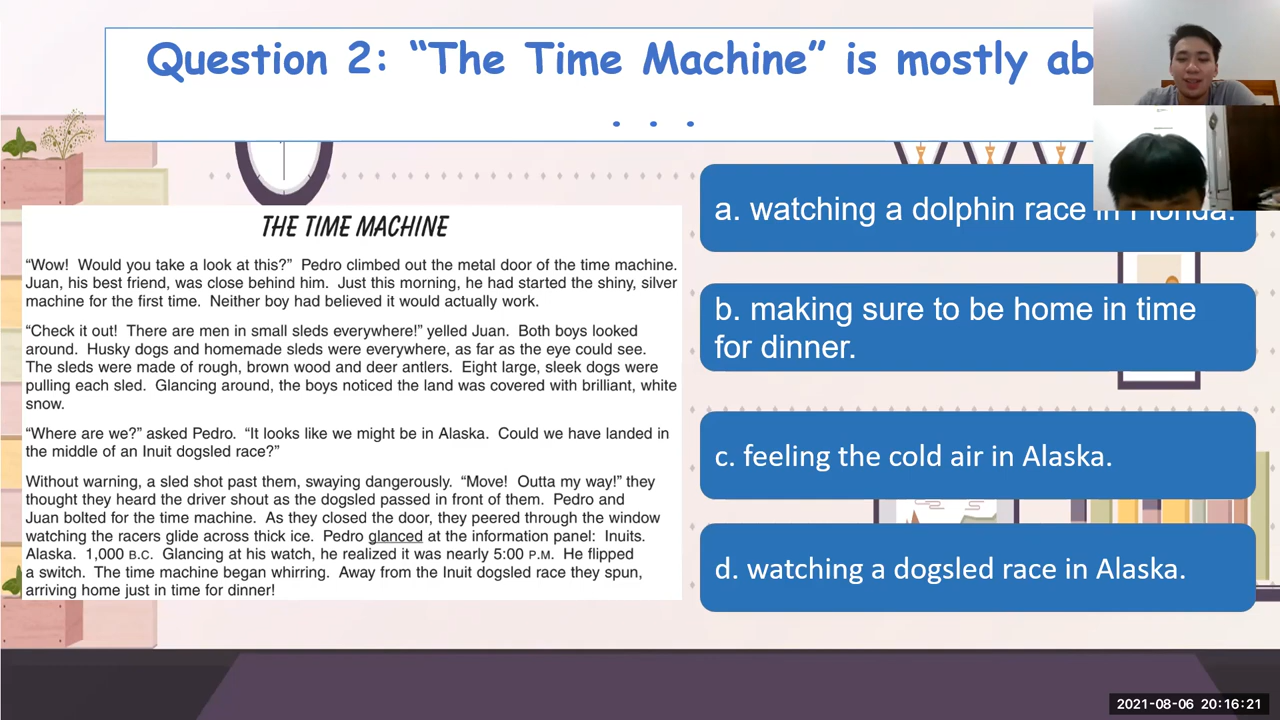 Question 2: “The Time Machine” is mostly
. . .
THE TIME MACHINE
“Wow! Would you take a look at this?” Pedro climbed out the metal door of the time machine.
Juan, his best friend, was close behind him. Just this morning, he had started the shiny, silver
machine for the first time. Neither boy had believed it would actually work.
“Check it out! There are men in small sleds everywhere!” yelled Juan. Both boys looked
around. Husky dogs and homemade sleds were everywhere, as far as the eye could see.
The sleds were made of rough, brown wood and deer antlers. Eight large, sleek dogs were
pulling each sled. Glancing around, the boys noticed the land was covered with brilliant, white
snow.
“Where are we?” asked Pedro. “It looks like we might be in Alaska. Could we have landed in
the middle of an Inuit dogsled race?”
Without warning, a sled shot past them, swaying dangerously. “Move! Outta my way!” they
thought they heard the driver shout as the dogsled passed in front of them. Pedro and
Juan bolted for the time machine. As they closed the door, they peered through the window
watching the racers glide across thick ice. Pedro glanced at the information panel: Inuits.
Alaska. 1,000 B.C. Glancing at his watch, he realized it was nearly 5:00 P.M. He flipped
a switch. The time machine began whirring. Away from the Inuit dogsled race they spun,
arriving home just in time for dinner!
a. watching a dolphin race in Florida.
b. making sure to be home in time
for dinner.
c. feeling the cold air in Alaska.
d. watching a dogsled race in Alaska.
2021-08-06 20:16:21